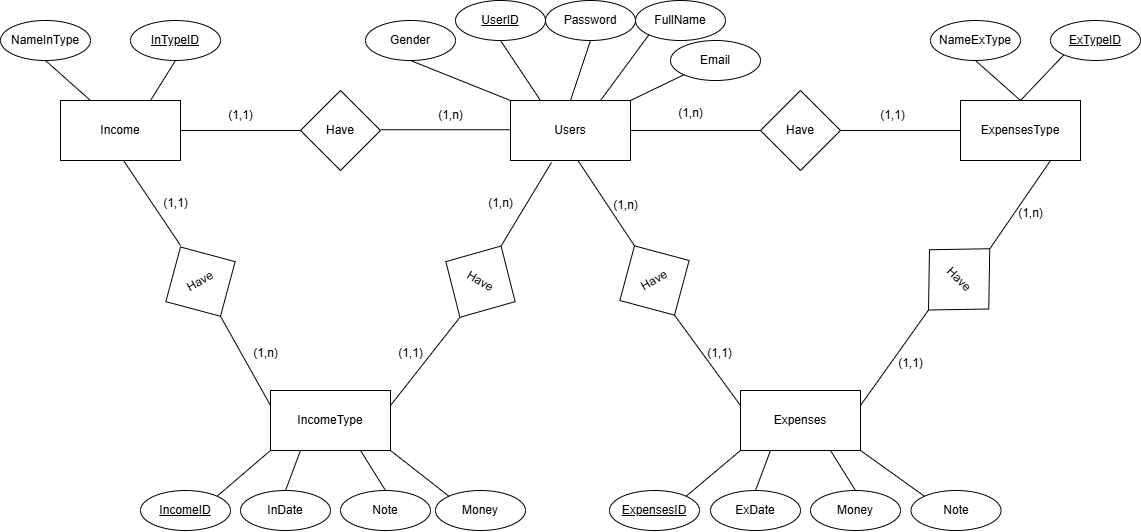 UserID
Password
FullName
NameInType
InTypeID
Gender
NameExType
ExTypeID
Email
(1,1)
(1,n)
(1,n)
(1,1)
Income
Have
Users
Have
ExpensesType
(1,1)
(1,n)
(1,n)
(1,n)
Have
Have
Have
Have
(1,n)
(1,1)
(1,1)
(1,1)
IncomeType
Expenses
IncomeID
InDate
Note
Money
ExpensesID
ExDate
Money
Note